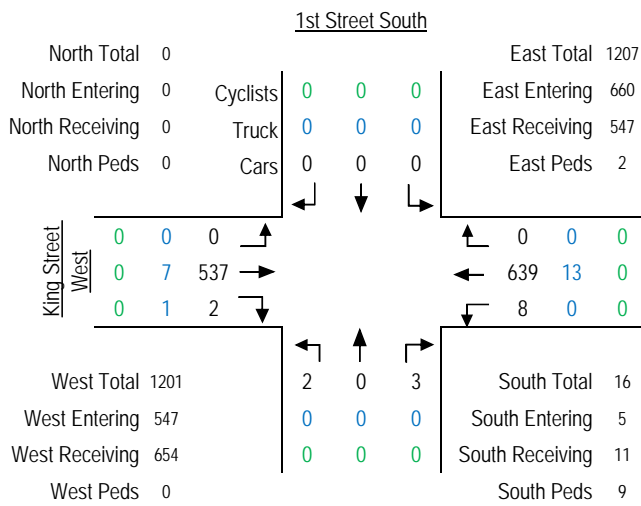 1st Street South
North Total 0
East Total 1207
North Entering 0
Cyclists 0 0 0
East Entering 660
North Receiving 0
Truck 0 0 0
East Receiving 547
North Peds 0
Cars 0 0 0
East Peds 2
King Street
West
0 0 0
0 7 537
0 1 2
0 0 0
639 13 0
8 0 0
West Total 1201
2 0 3
South Total 16
West Entering 547
0 0 0
South Entering 5
West Receiving 654
0 0 0
South Receiving 11
West Peds 0
South Peds 9